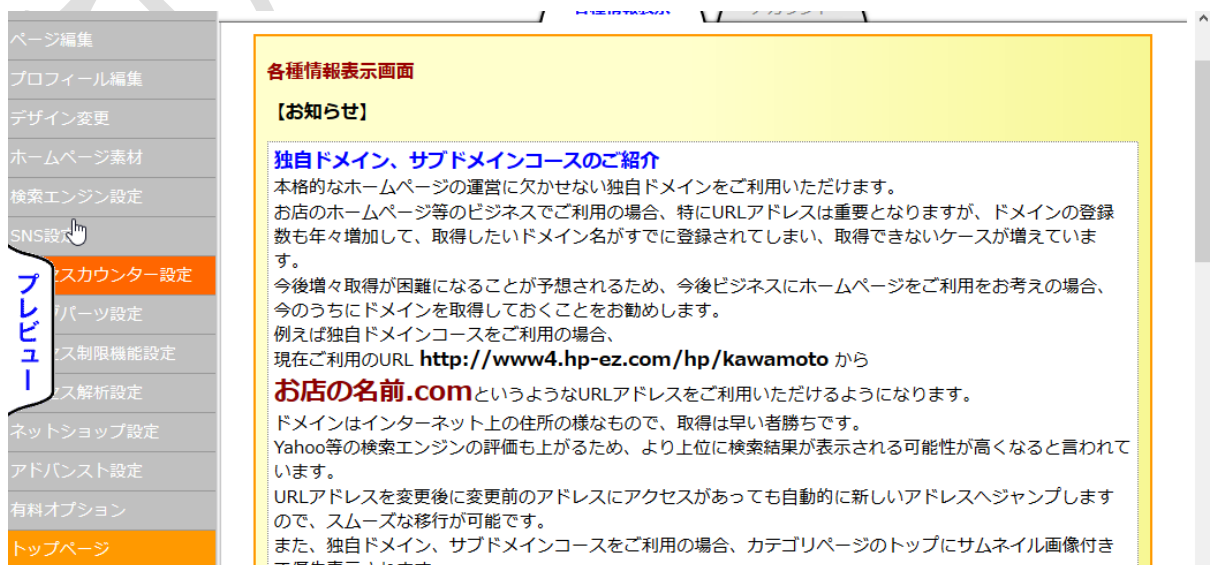 各種情報表示
アカウント
ページ編集
プロフィール編集
デザイン変更
ホームページ素材
検索エンジン設定
SNS設
スカウンター設定
パーツ設定
ス制限機能設定
ス解析設定
ネットショップ設定
アドバンスト設定
有料オプション
トップページ
プレビュー
各種情報表示画面
【お知らせ】
独自ドメイン、サブドメインコースのご紹介
本格的なホームページの運営に欠かせない独自ドメインをご利用いただけます。
お店のホームページ等のビジネスでご利用の場合、特にURLアドレスは重要となりますが、ドメインの登録
数も年々増加して、取得したいドメイン名がすでに登録されてしまい、取得できないケースが増えていま
す。
今後増々取得が困難になることが予想されるため、今後ビジネスにホームページをご利用をお考えの場合、
今のうちにドメインを取得しておくことをお勧めします。
例えば独自ドメインコースをご利用の場合、
現在ご利用のURL http://www4.hp-ez.com/hp/kawamoto から
お店の名前.comというようなURLアドレスをご利用いただけるようになります。
ドメインはインターネット上の住所の様なもので、取得は早い者勝ちです。
Yahoo等の検索エンジンの評価も上がるため、より上位に検索結果が表示される可能性が高くなると言われて
います。
URLアドレスを変更後に変更前のアドレスにアクセスがあっても自動的に新しいアドレスへジャンプします
ので、スムーズな移行が可能です。
また、独自ドメイン、サブドメインコースをご利用の場合、カテゴリページのトップにサムネイル画像付き